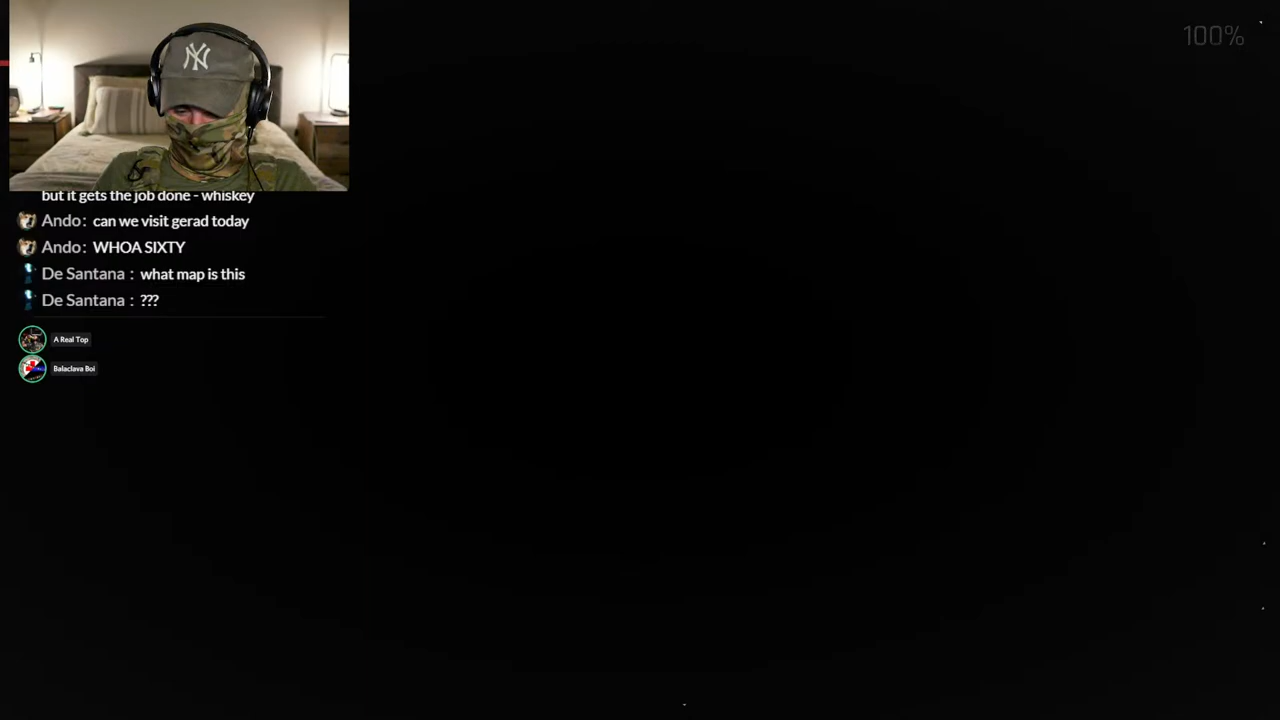 100%
NY
but it gets the job done - whiskey
Ando: can we visit gerad today
Ando: WHOA SIXTY
De Santana : what map is this
De Santana : ???
A Real Top
Balaclava Boi